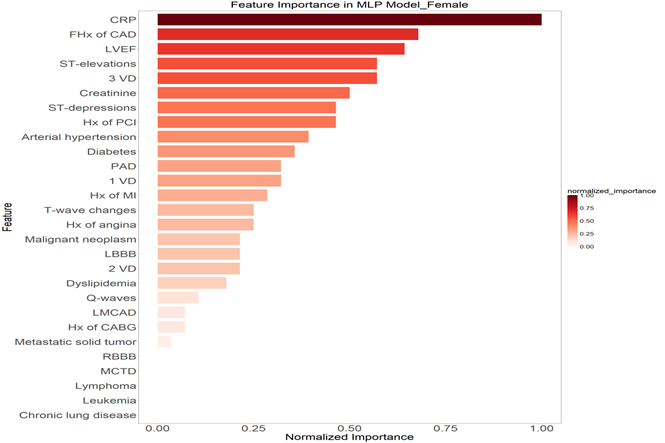 Feature Importance in MLP Model_Female
CRP
FHx of CAD
LVEF
ST-elevations
3 VD
Creatinine
ST-depressions
Hx of PCI
Arterial hypertension
Diabetes
PAD
1 VD
Hx of MI
T-wave changes
Hx of angina
Malignant neoplasm
LBBB
2 VD
Dyslipidemia
Q-waves
LMCAD
Hx of CABG
Metastatic solid tumor
RBBB
MCTD
Lymphoma
Leukemia
Chronic lung disease
Feature
0.00 0.25 0.50 0.75 1.00
Normalized Importance
normalized_importance
1.00
0.75
0.50
0.25
0.00